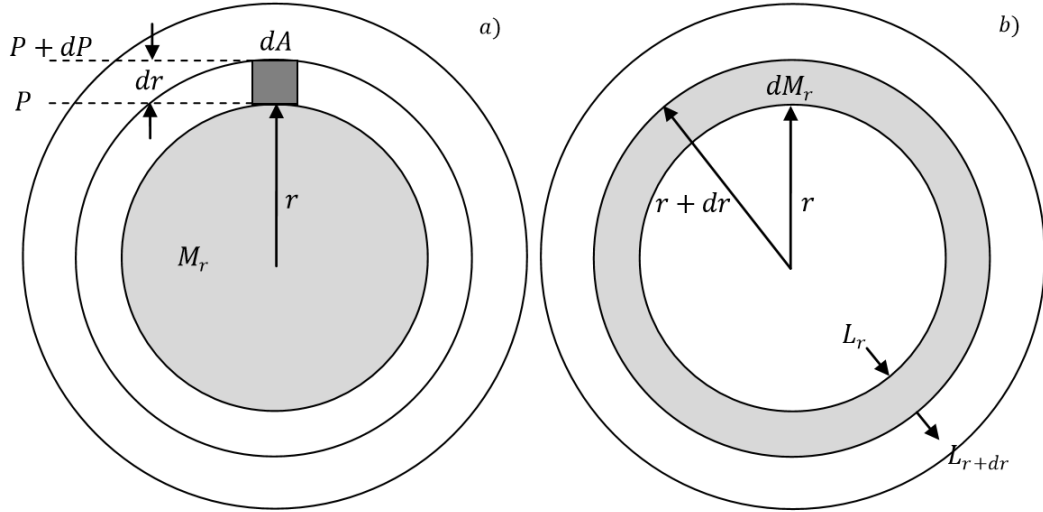 a)
P + dP
dA
dr
P
r
M_r
b)
dM_r
r + dr
r
L_r
L_{r+dr}